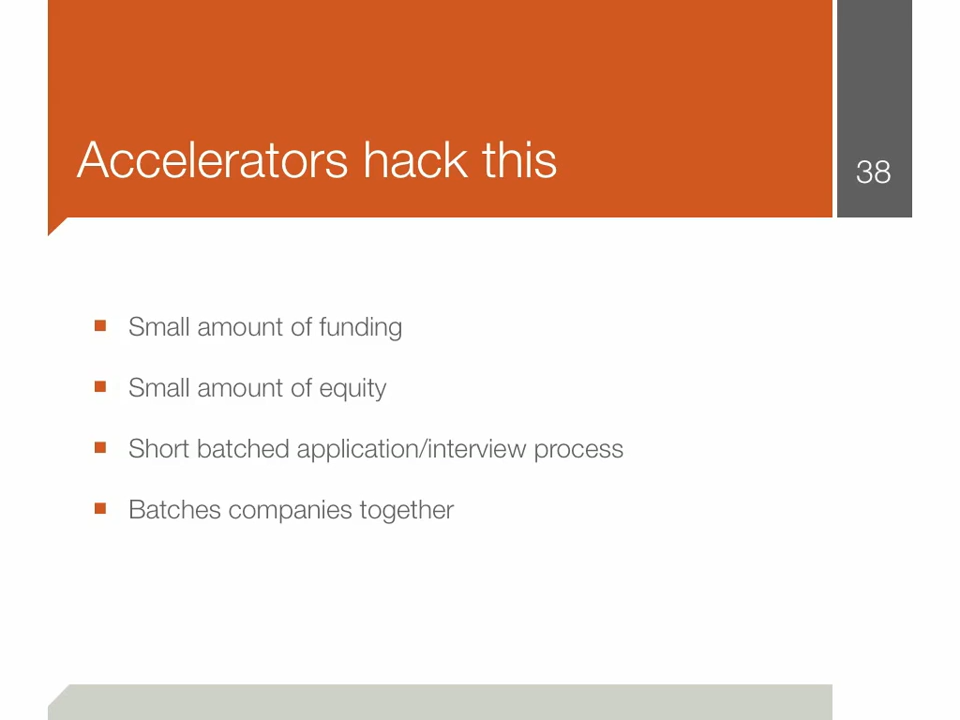 Accelerators hack this
38
Small amount of funding
Small amount of equity
Short batched application/interview process
Batches companies together